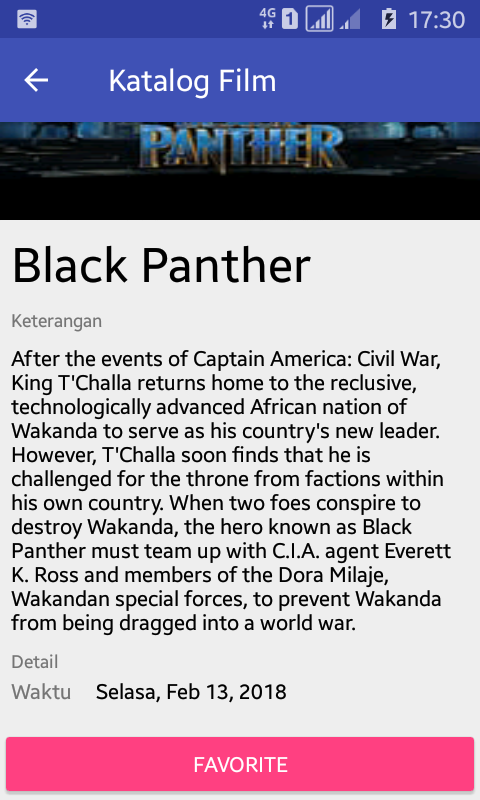 4G 1 17:30
Katalog Film
PANTHER
Black Panther
Keterangan
After the events of Captain America: Civil War,
King T'Challa returns home to the reclusive,
technologically advanced African nation of
Wakanda to serve as his country's new leader.
However, T'Challa soon finds that he is
challenged for the throne from factions within
his own country. When two foes conspire to
destroy Wakanda, the hero known as Black
Panther must team up with C.I.A. agent Everett
K. Ross and members of the Dora Milaje,
Wakandan special forces, to prevent Wakanda
from being dragged into a world war.
Detail
Waktu Selasa, Feb 13, 2018
FAVORITE